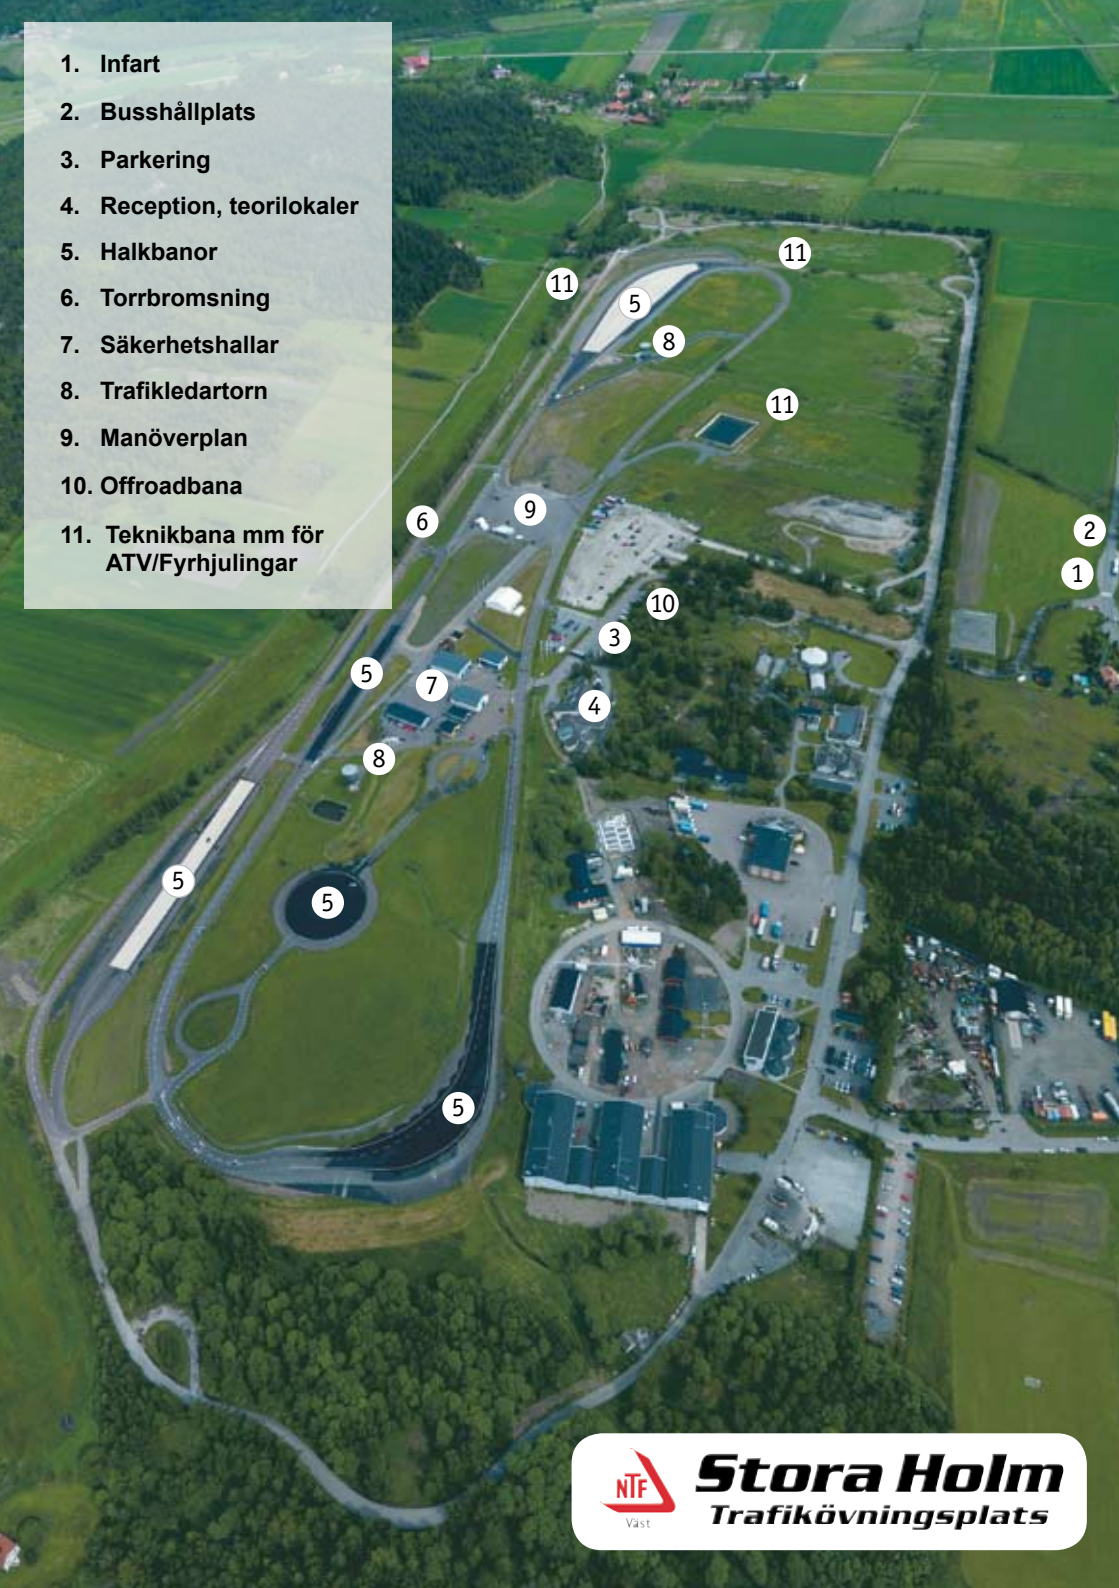 1. Infart
2. Busshållplats
3. Parkering
4. Reception, teorilokaler
5. Halkbanor
6. Torrbromsning
7. Säkerhetshallar
8. Trafikledartorn
9. Manöverplan
10. Offroadbana
11. Teknikbana mm för
ATV/Fyrhjulingar
11
11
5
8
11
9
6
2
1
10
3
5
7
4
8
5
5
5
NTF
Väst
Stora Holm
Trafikövningsplats